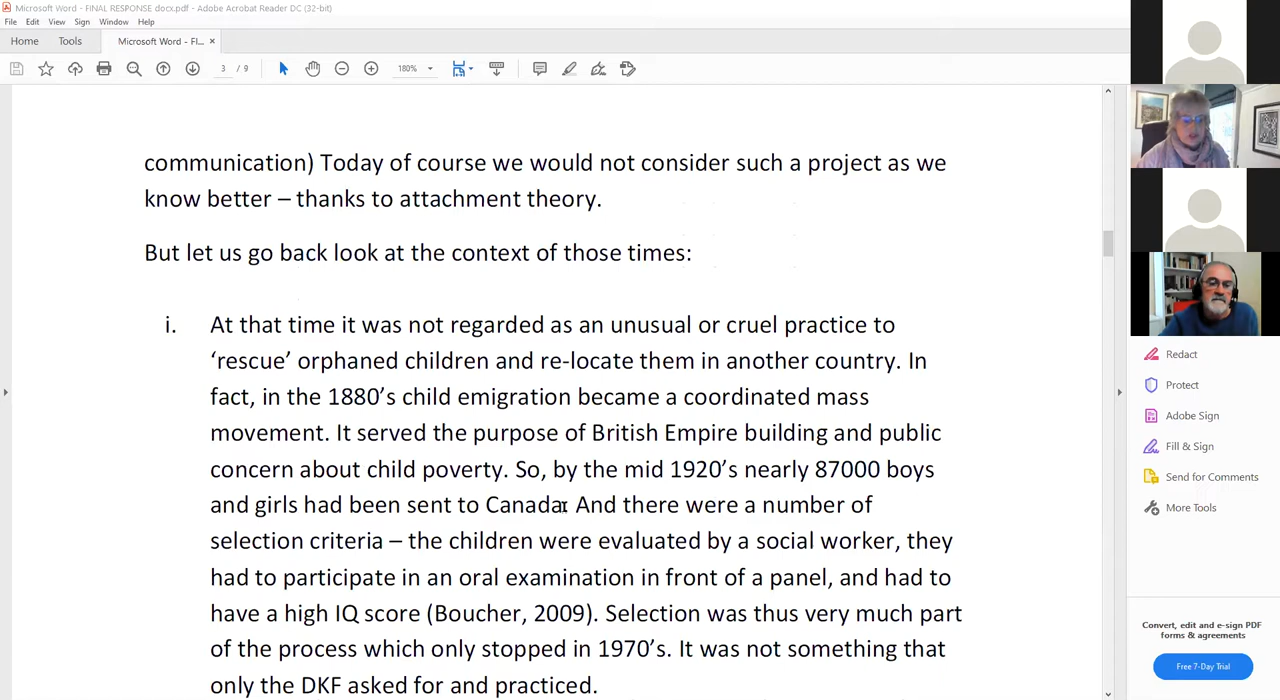 Microsoft Word - FINAL RESPONSE docx.pdf - Adobe Acrobat Reader DC (32-bit)
File Edit View Sign Window Help
Home Tools Microsoft Word - FI... ×
3 / 9 180%
communication) Today of course we would not consider such a project as we
know better – thanks to attachment theory.
But let us go back look at the context of those times:
i. At that time it was not regarded as an unusual or cruel practice to
‘rescue’ orphaned children and re-locate them in another country. In
fact, in the 1880’s child emigration became a coordinated mass
movement. It served the purpose of British Empire building and public
concern about child poverty. So, by the mid 1920’s nearly 87000 boys
and girls had been sent to Canada. And there were a number of
selection criteria – the children were evaluated by a social worker, they
had to participate in an oral examination in front of a panel, and had to
have a high IQ score (Boucher, 2009). Selection was thus very much part
of the process which only stopped in 1970’s. It was not something that
only the DKF asked for and practiced.
Redact
Protect
Adobe Sign
Fill & Sign
Send for Comments
More Tools
Convert, edit and e-sign PDF
forms & agreements
Free 7-Day Trial